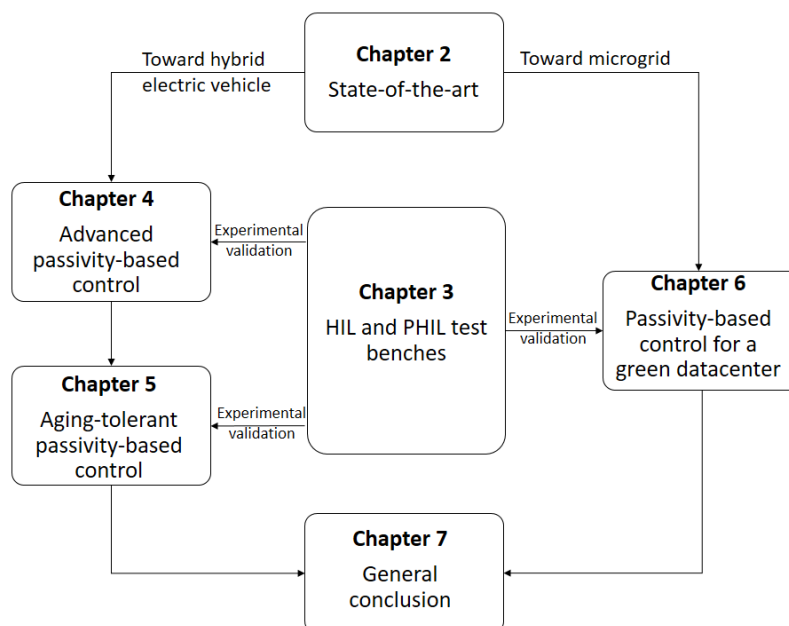 Chapter 2
State-of-the-art
Toward hybrid
electric vehicle
Toward microgrid
Chapter 4
Advanced
passivity-based
control
Experimental
validation
Chapter 3
HIL and PHIL test
benches
Experimental
validation
Chapter 6
Passivity-based
control for a
green datacenter
Chapter 5
Aging-tolerant
passivity-based
control
Experimental
validation
Chapter 7
General
conclusion